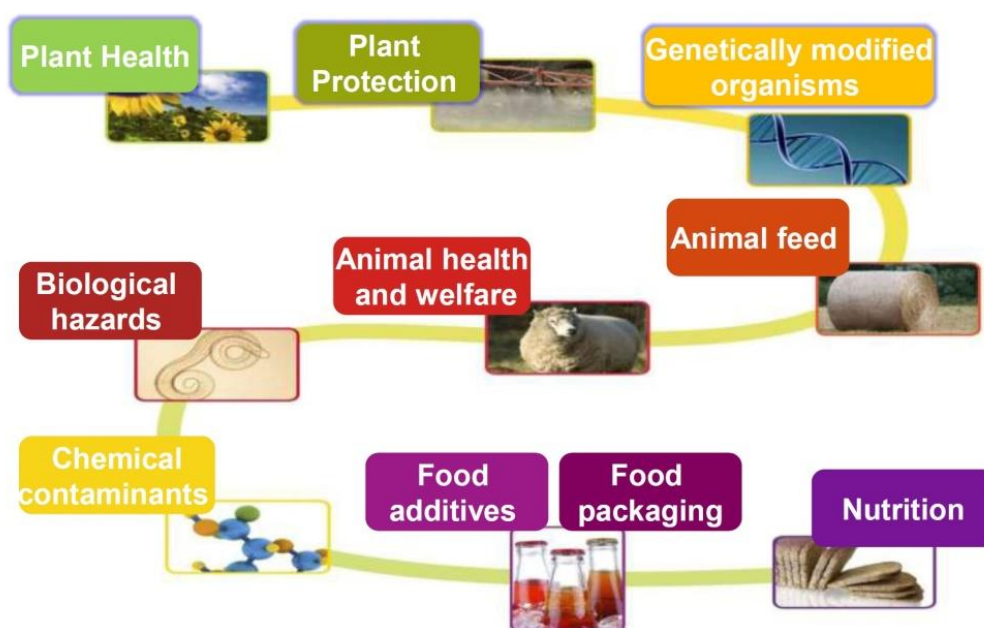 Plant Health
Plant
Protection
Genetically modified
organisms
Animal feed
Animal health
and welfare
Biological
hazards
Chemical
contaminants
Food
additives
Food
packaging
Nutrition